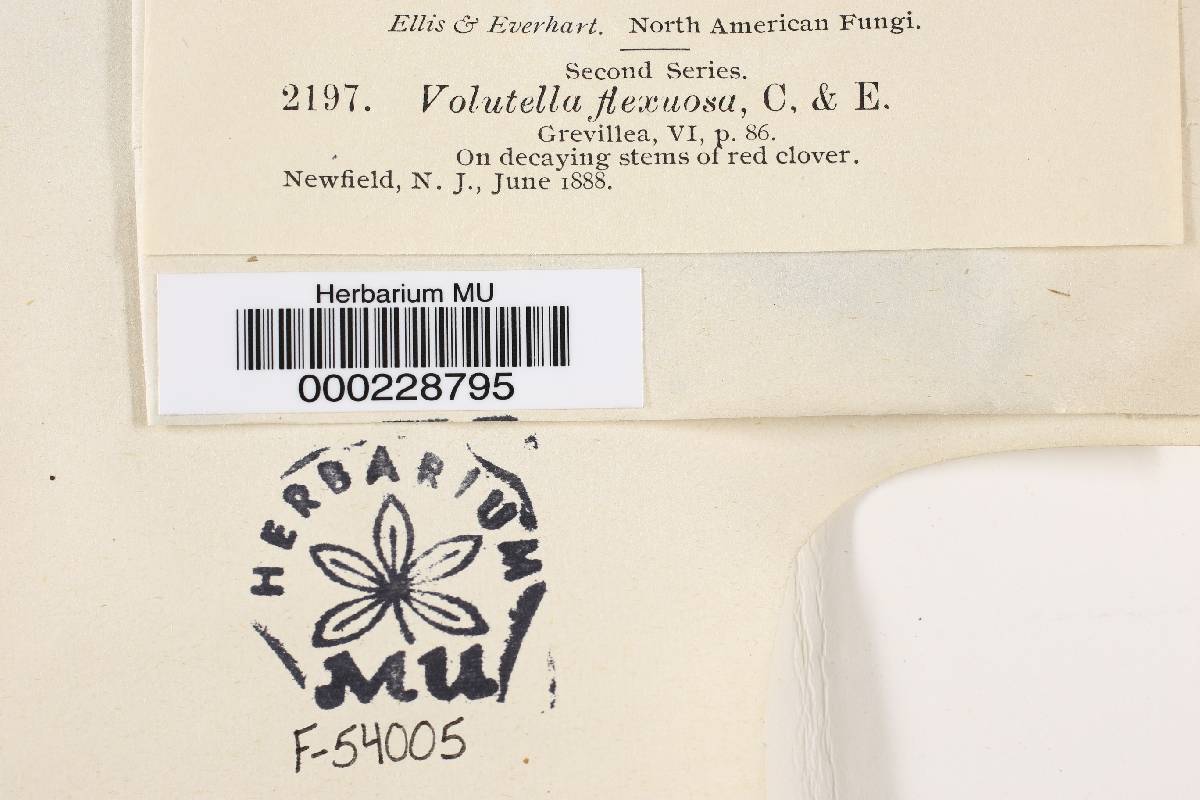 Ellis & Everhart. North American Fungi.
Second Series.
2197. Volutella flexuosa, C, & E.
Grevillea, VI, p. 86.
On decaying stems of red clover.
Newfield, N. J., June 1888.
Herbarium MU
000228795
HERBARIUM
MU
F-54005